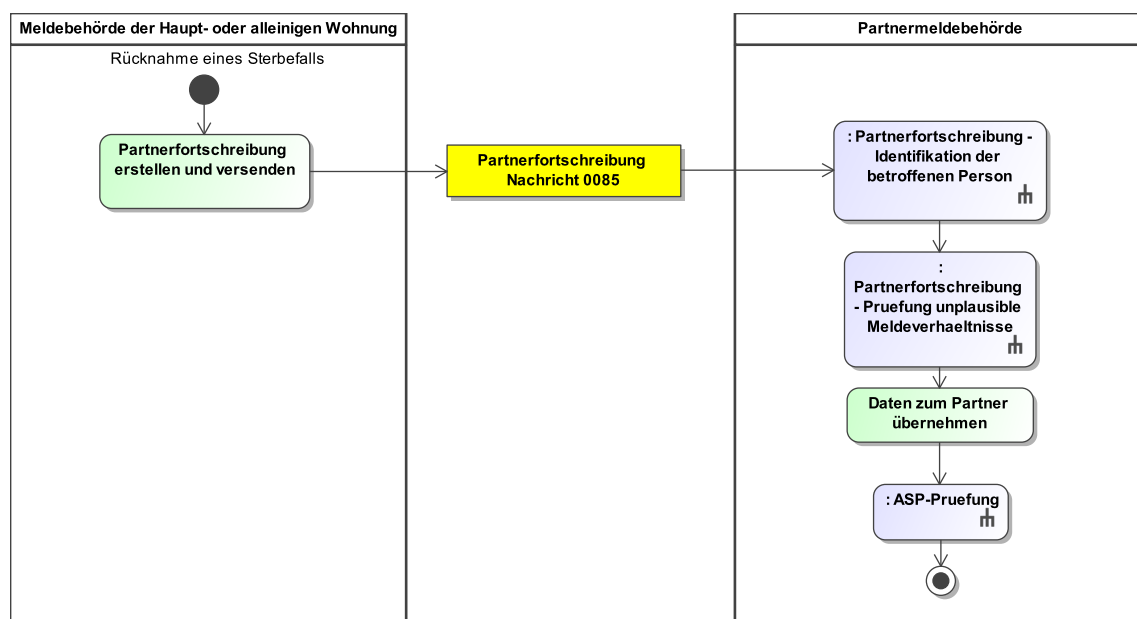 Meldebehörde der Haupt- oder alleinigen Wohnung
Rücknahme eines Sterbefalls
Partnerfortschreibung
erstellen und versenden
Partnerfortschreibung
Nachricht 0085
Partnermeldebehörde
: Partnerfortschreibung -
Identifikation der
betroffenen Person
:
Partnerfortschreibung
- Pruefung unplausible
Meldeverhaeltnisse
Daten zum Partner
übernehmen
: ASP-Pruefung